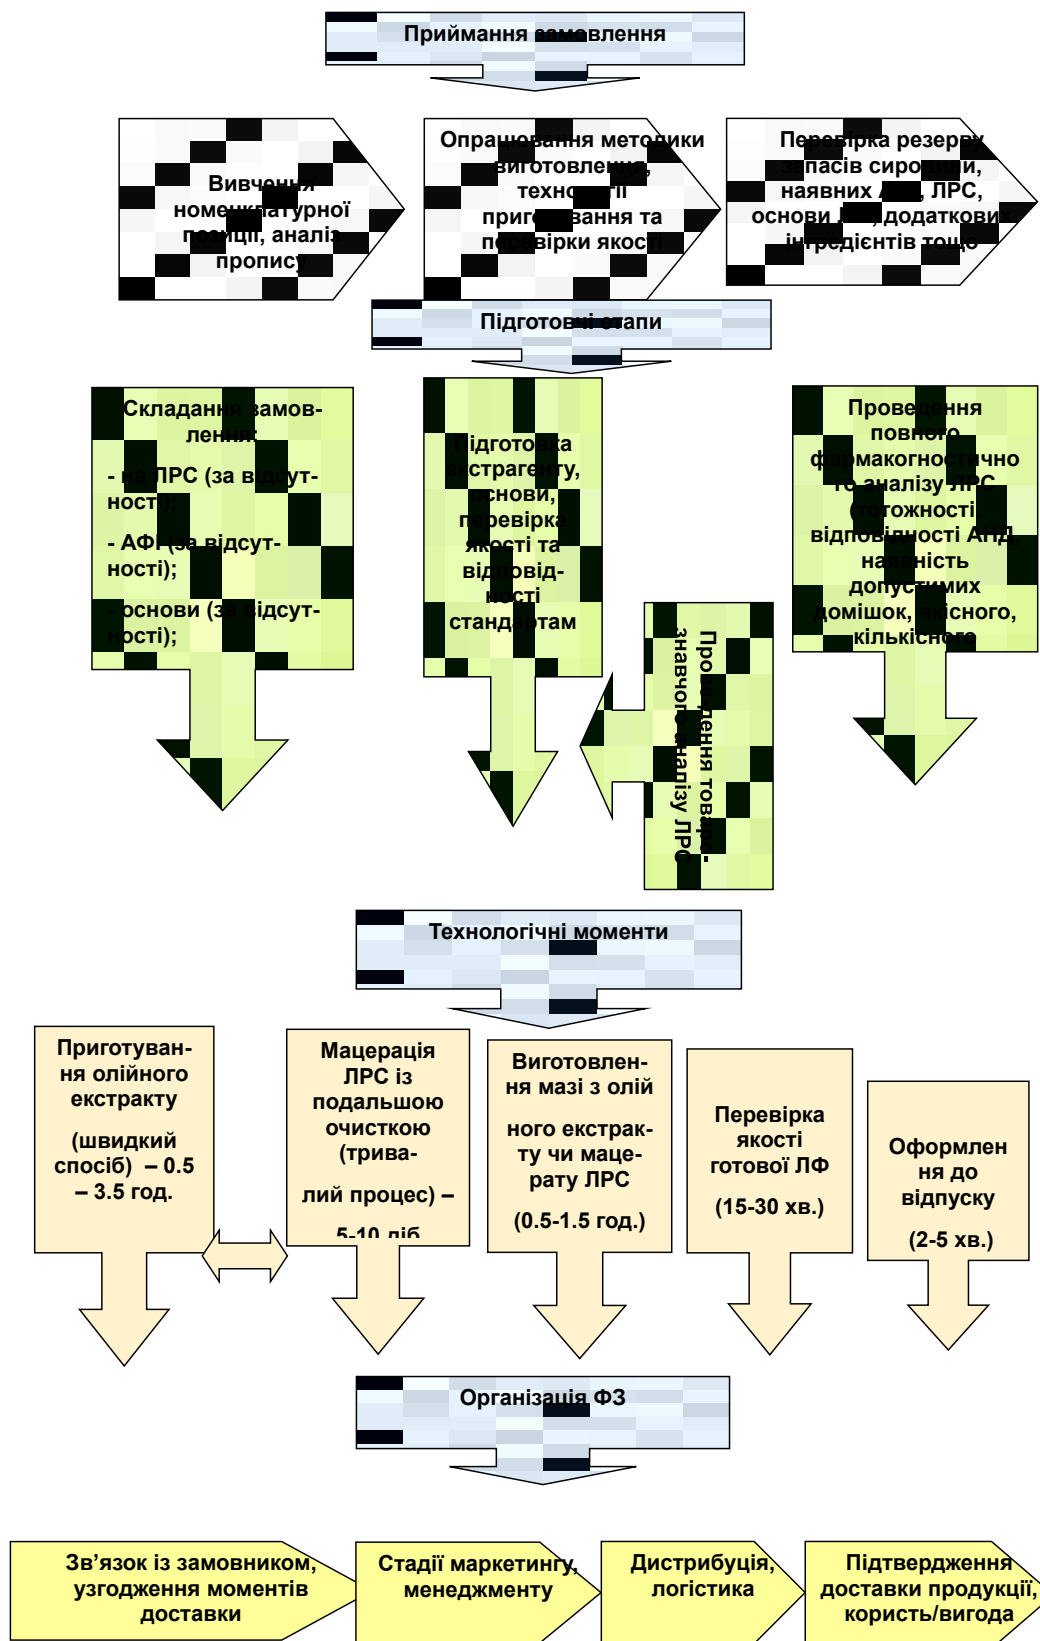 Приймання замовлення
Вивчення
номенклатурної
позиції, аналіз
пропису
Опрацювання методики
виготовлення,
технології
приготування та
перевірки якості
Перевірка резерву
запасів сировини,
наявних ЛРС,
основи додаткових
інгредієнтів тощо
Підготовчі етапи
Складання замов-
лення:
- на ЛРС (за відсут-
ності);
- АФІ (за відсут-
ності);
- основи (за відсут-
ності);
Підготовка
екстрагенту,
основи,
перевірка
якості та
відповід-
ності
стандартам
Проведення товаро-
знавчого аналізу ЛРС
Проведення
повного
фармакогностично
го аналізу ЛРС
(тотожності
відповідності АНД,
наявність
допустимих
домішок, якісного,
кількісного
Технологічні моменти
Приготуван-
ня олійного
екстракту
(швидкий
спосіб) – 0.5
– 3.5 год.
Мацерація
ЛРС із
подальшою
очисткою
(трива-
лий процес) –
5-10 діб
Виготовлен-
ня мазі з олій
ного екстрак-
ту чи маце-
рату ЛРС
(0.5-1.5 год.)
Перевірка
якості
готової ЛФ
(15-30 хв.)
Оформлен
ня до
відпуску
(2-5 хв.)
Організація ФЗ
Зв’язок із замовником,
узгодження моментів
доставки
Стадії маркетингу,
менеджменту
Дистрибуція,
логістика
Підтвердження
доставки продукції,
користь/вигода